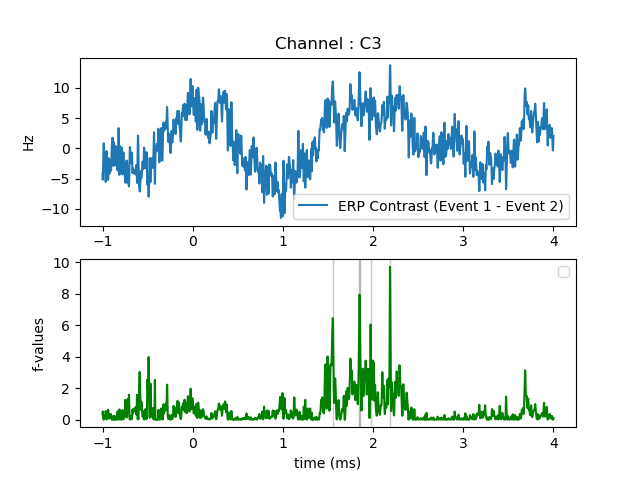 Channel : C3
10
5
0
−5
−10
Hz
ERP Contrast (Event 1 - Event 2)
−1 0 1 2 3 4
10
8
6
4
2
0
f-values
−1 0 1 2 3 4
time (ms)